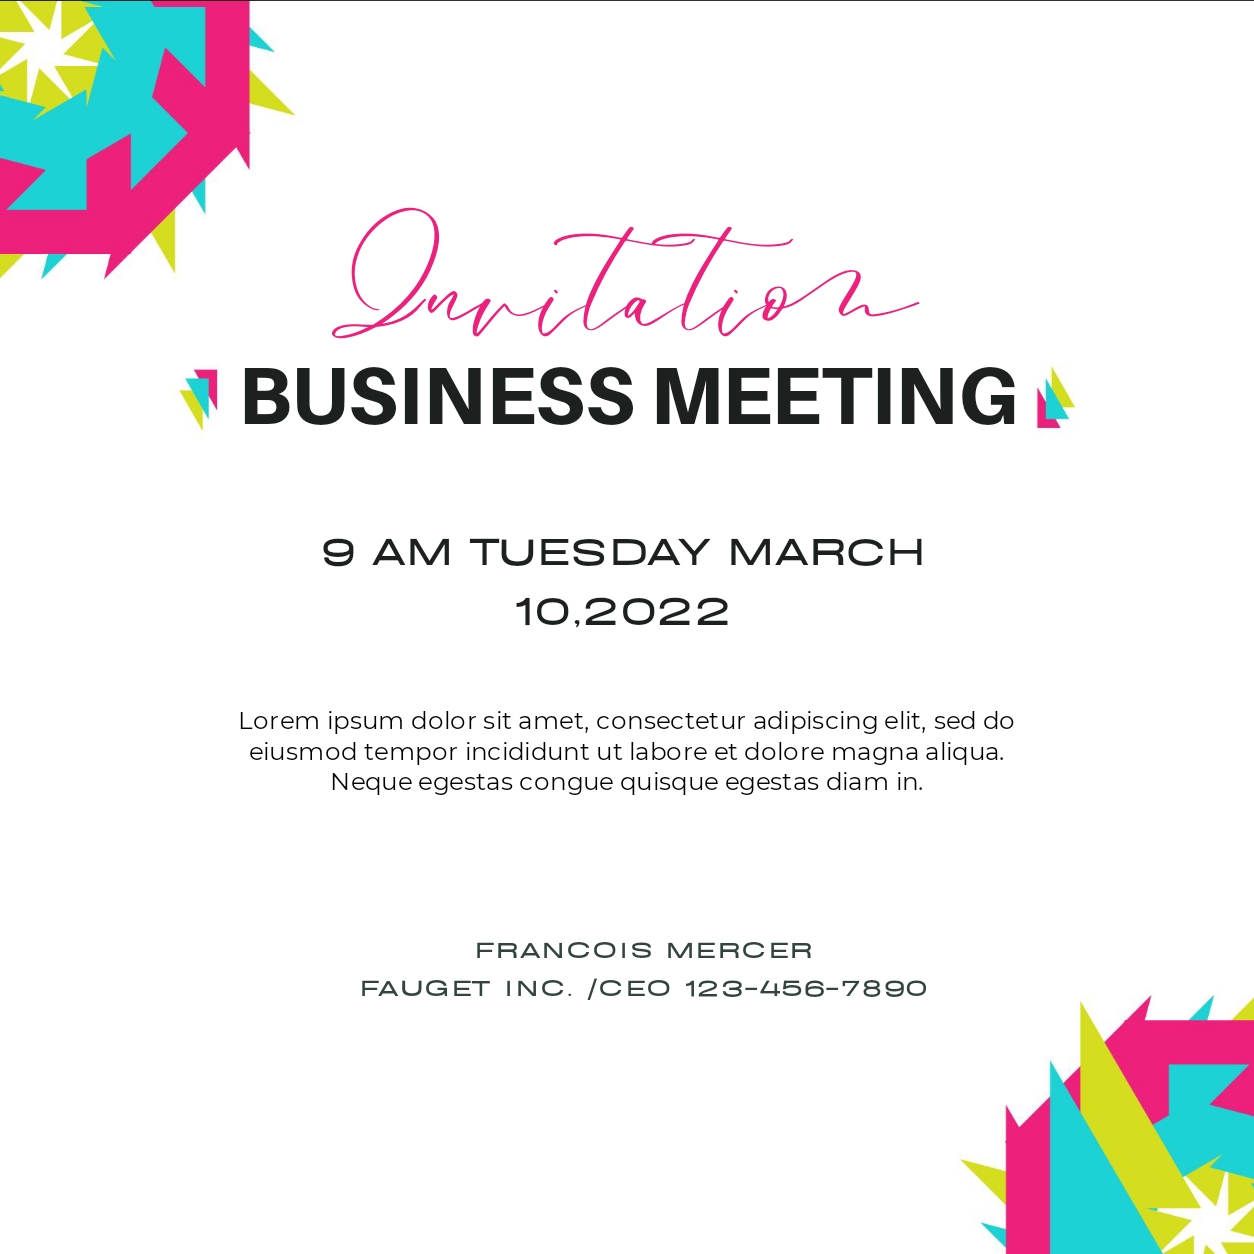 Invitation
BUSINESS MEETING
9 AM TUESDAY MARCH
10,2022
Lorem ipsum dolor sit amet, consectetur adipiscing elit, sed do
eiusmod tempor incididunt ut labore et dolore magna aliqua.
Neque egestas congue quisque egestas diam in.
FRANCOIS MERCER
FAUGET INC. /CEO 123-456-7890